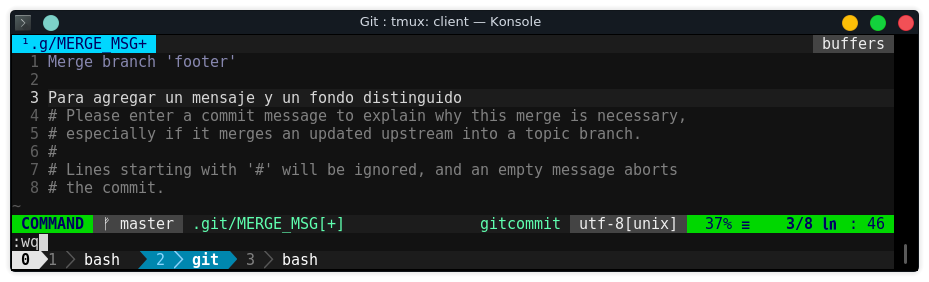 Git : tmux: client — Konsole
¹.g/MERGE_MSG+ buffers
1 Merge branch 'footer'
2
3 Para agregar un mensaje y un fondo distinguido
4 # Please enter a commit message to explain why this merge is necessary,
5 # especially if it merges an updated upstream into a topic branch.
6 #
7 # Lines starting with '#' will be ignored, and an empty message aborts
8 # the commit.
~
COMMAND ᚠ master .git/MERGE_MSG[+] gitcommit utf-8[unix] 37% ≡ 3/8 ㏑ : 46
:wq
0 1 bash 2 git 3 bash